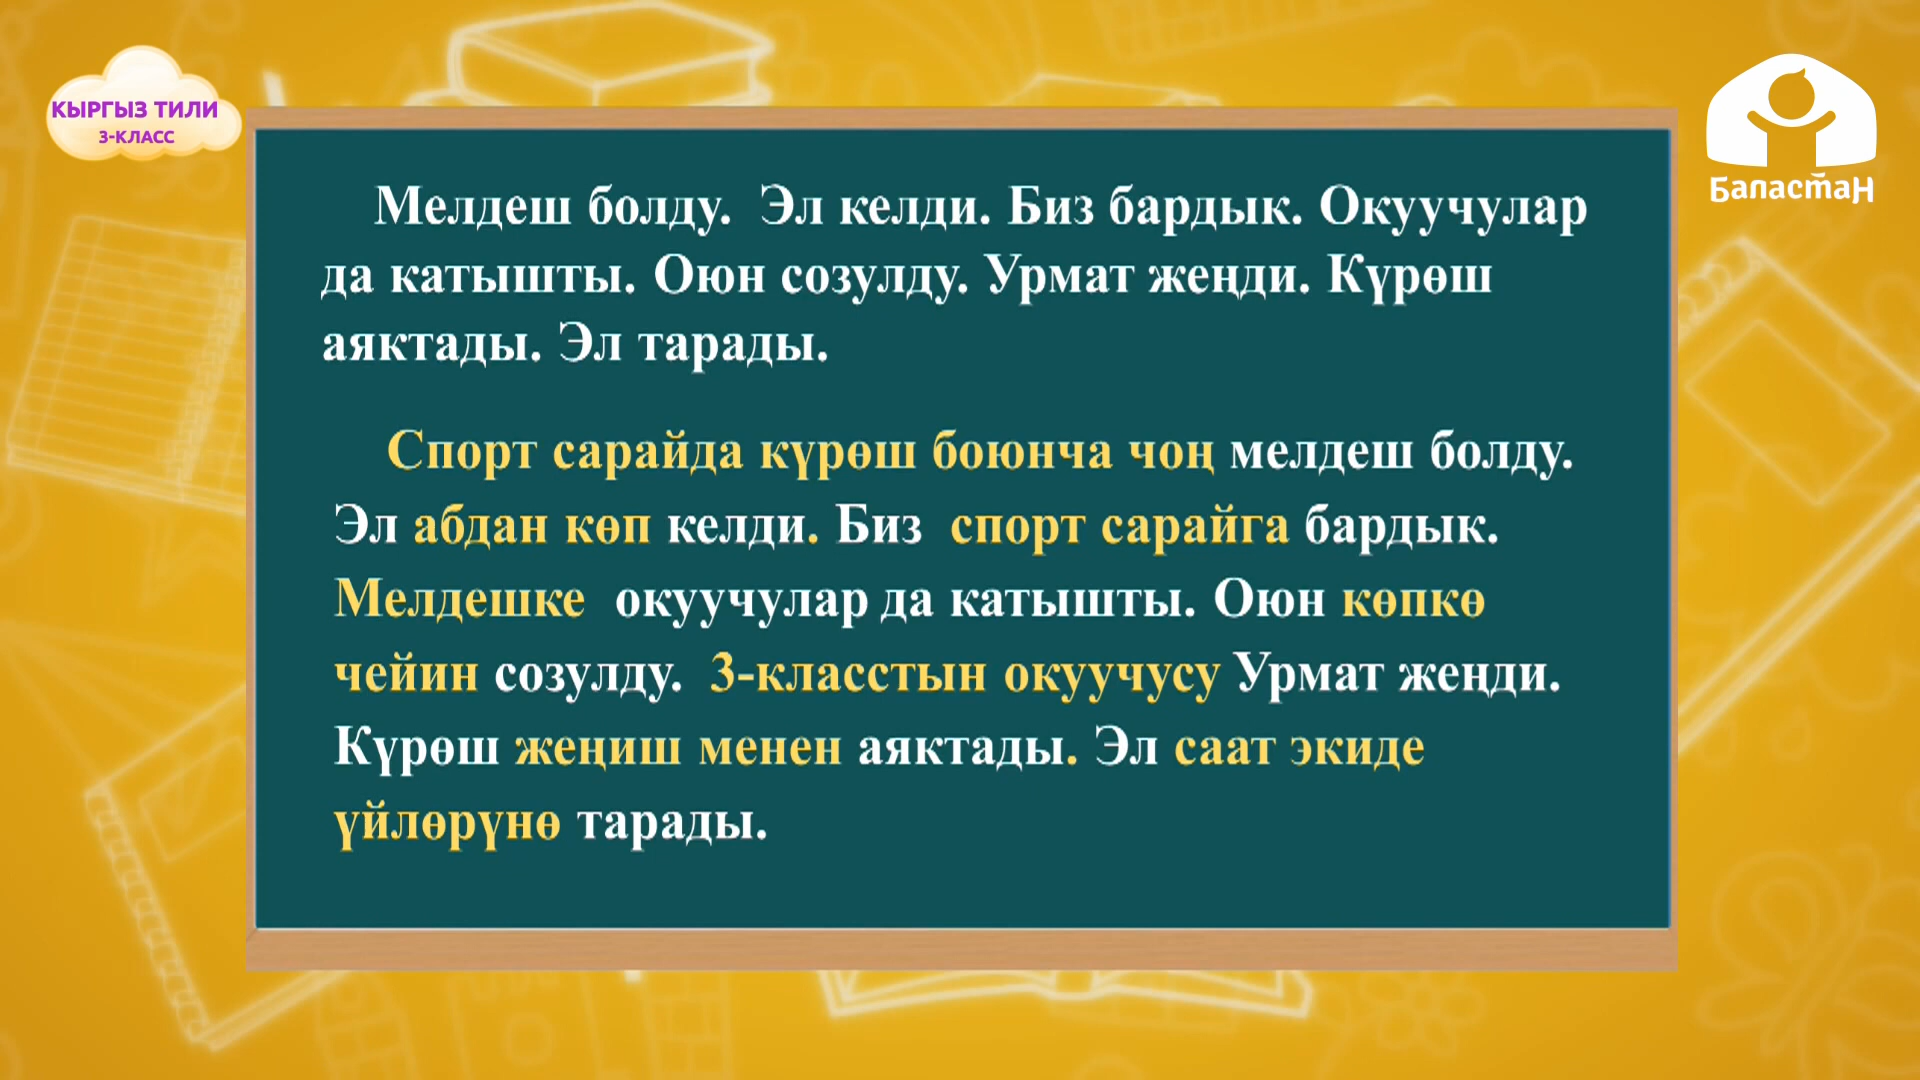 КЫРГЫЗ ТИЛИ
3-КЛАСС
Баластан
Мелдеш болду. Эл келди. Биз бардык. Окуучулар
да катышты. Оюн созулду. Урмат жеңди. Күрөш
аяктады. Эл тарады.
Спорт сарайда күрөш боюнча чоң мелдеш болду.
Эл абдан көп келди. Биз спорт сарайга бардык.
Мелдешке окуучулар да катышты. Оюн көпкө
чейин созулду. 3-класстын окуучусу Урмат жеңди.
Күрөш жеңиш менен аяктады. Эл саат экиде
үйлөрүнө тарады.